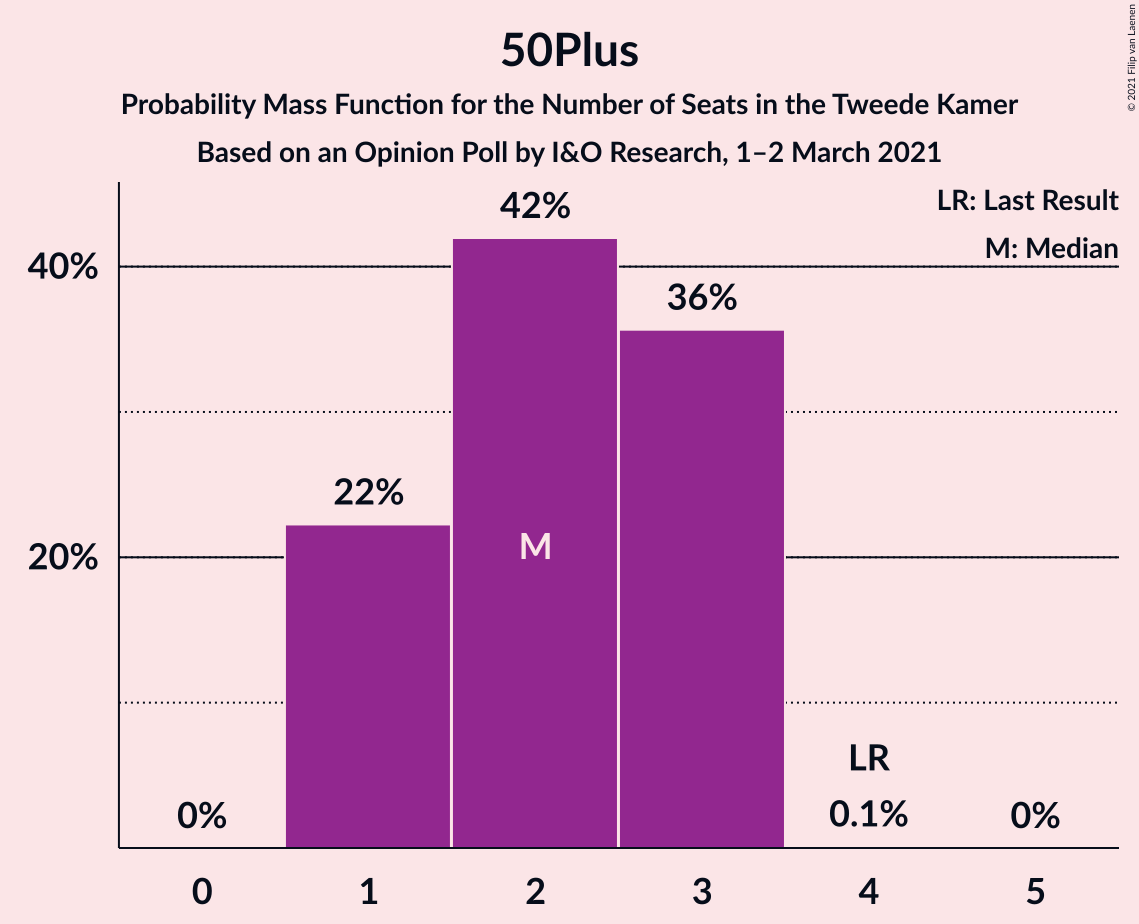 50Plus
Probability Mass Function for the Number of Seats in the Tweede Kamer
Based on an Opinion Poll by I&O Research, 1–2 March 2021
© 2021 Filip van Laenen
LR: Last Result
M: Median
42%
40%
36%
22%
20%
M
LR
0%
0.1%
0%
0
1
2
3
4
5